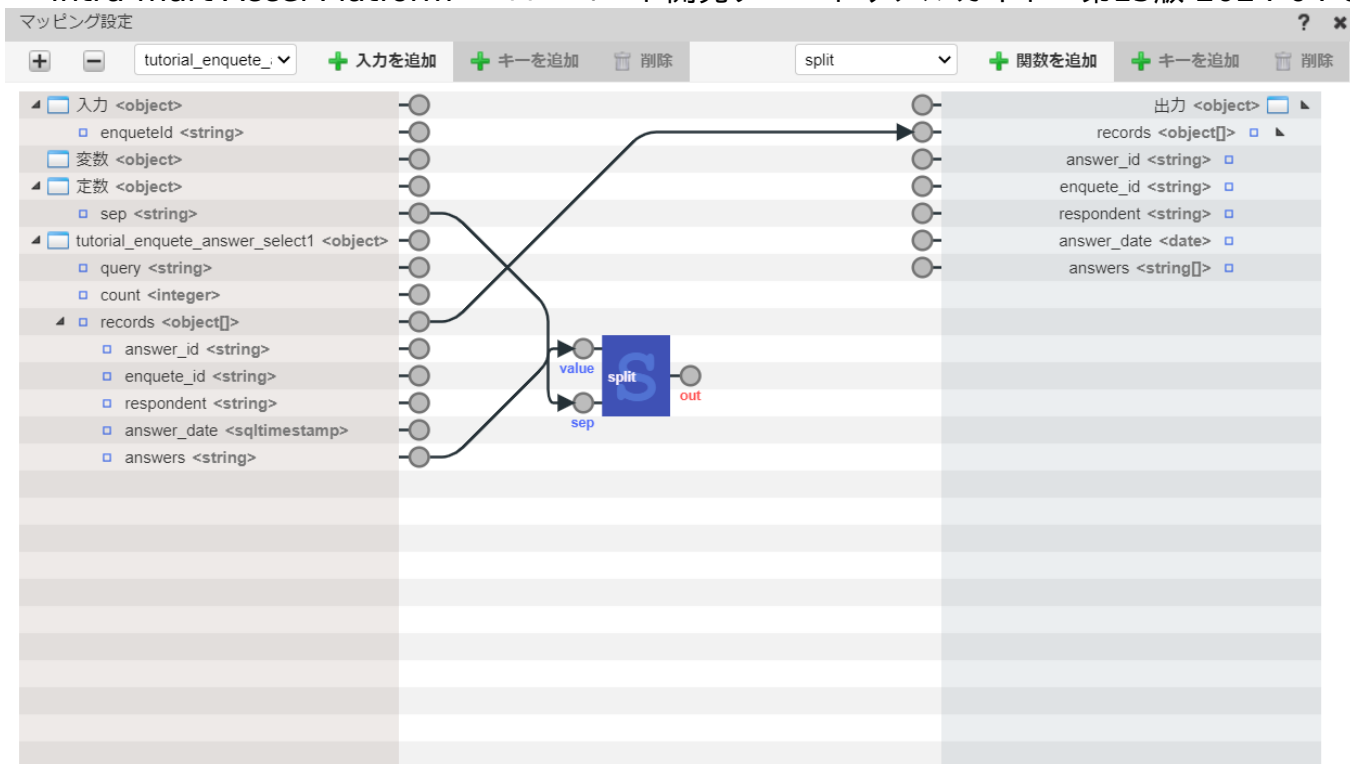 マッピング設定
tutorial_enquete_ 入力を追加 キーを追加 削除 split 関数を追加 キーを追加 削除
入力 <object> 出力 <object>
enqueteId <string> records <object[]>
変数 <object> answer_id <string>
定数 <object> enquete_id <string>
sep <string> respondent <string>
tutorial_enquete_answer_select1 <object> answer_date <date>
query <string> answers <string[]>
count <integer>
records <object[]>
answer_id <string>
value
enquete_id <string>
split
out
respondent <string>
sep
answer_date <sqltimestamp>
answers <string>